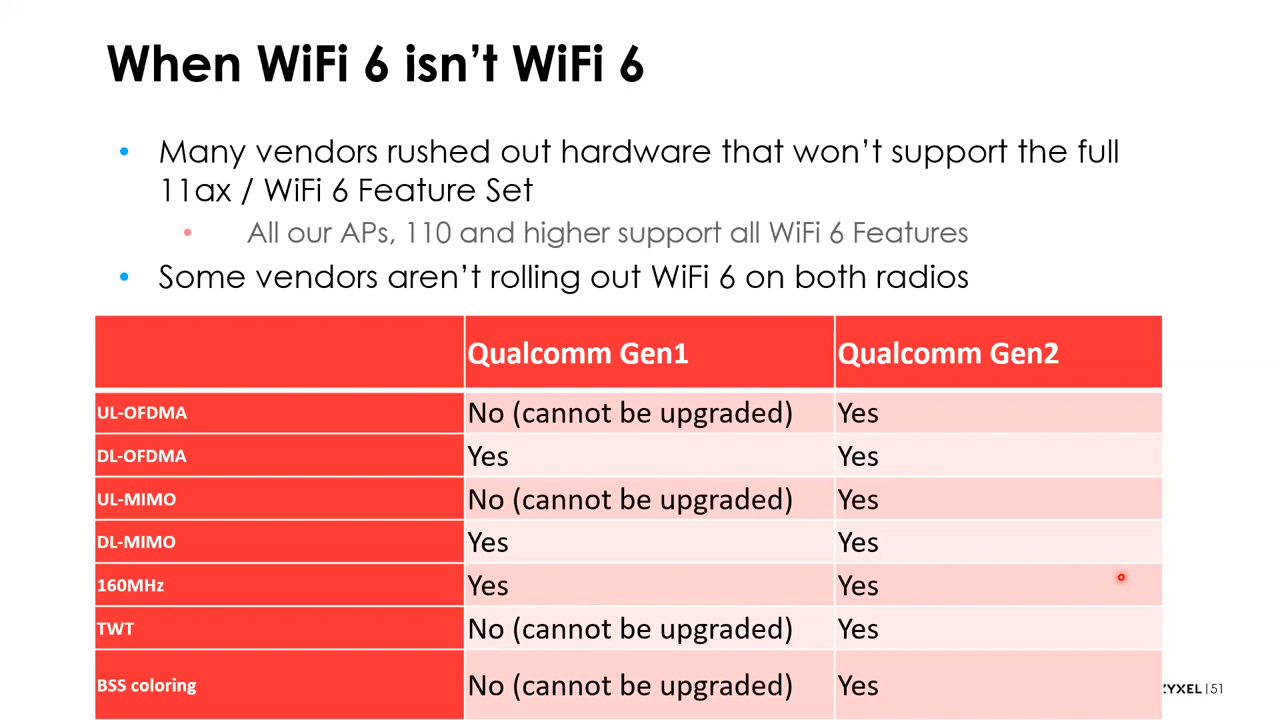 When WiFi 6 isn't WiFi 6
• Many vendors rushed out hardware that won't support the full
11ax / WiFi 6 Feature Set
• All our APs, 110 and higher support all WiFi 6 Features
• Some vendors aren't rolling out WiFi 6 on both radios
Qualcomm Gen1 Qualcomm Gen2
UL-OFDMA No (cannot be upgraded) Yes
DL-OFDMA Yes Yes
UL-MIMO No (cannot be upgraded) Yes
DL-MIMO Yes Yes
160MHz Yes Yes
TWT No (cannot be upgraded) Yes
BSS coloring No (cannot be upgraded) Yes
ZYXEL | 51